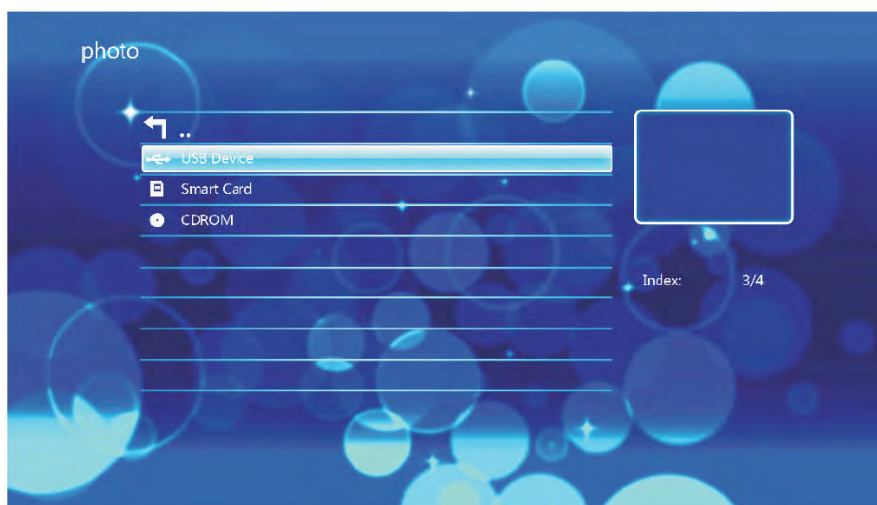 photo
..
USB Device
Smart Card
CDROM
Index: 3/4